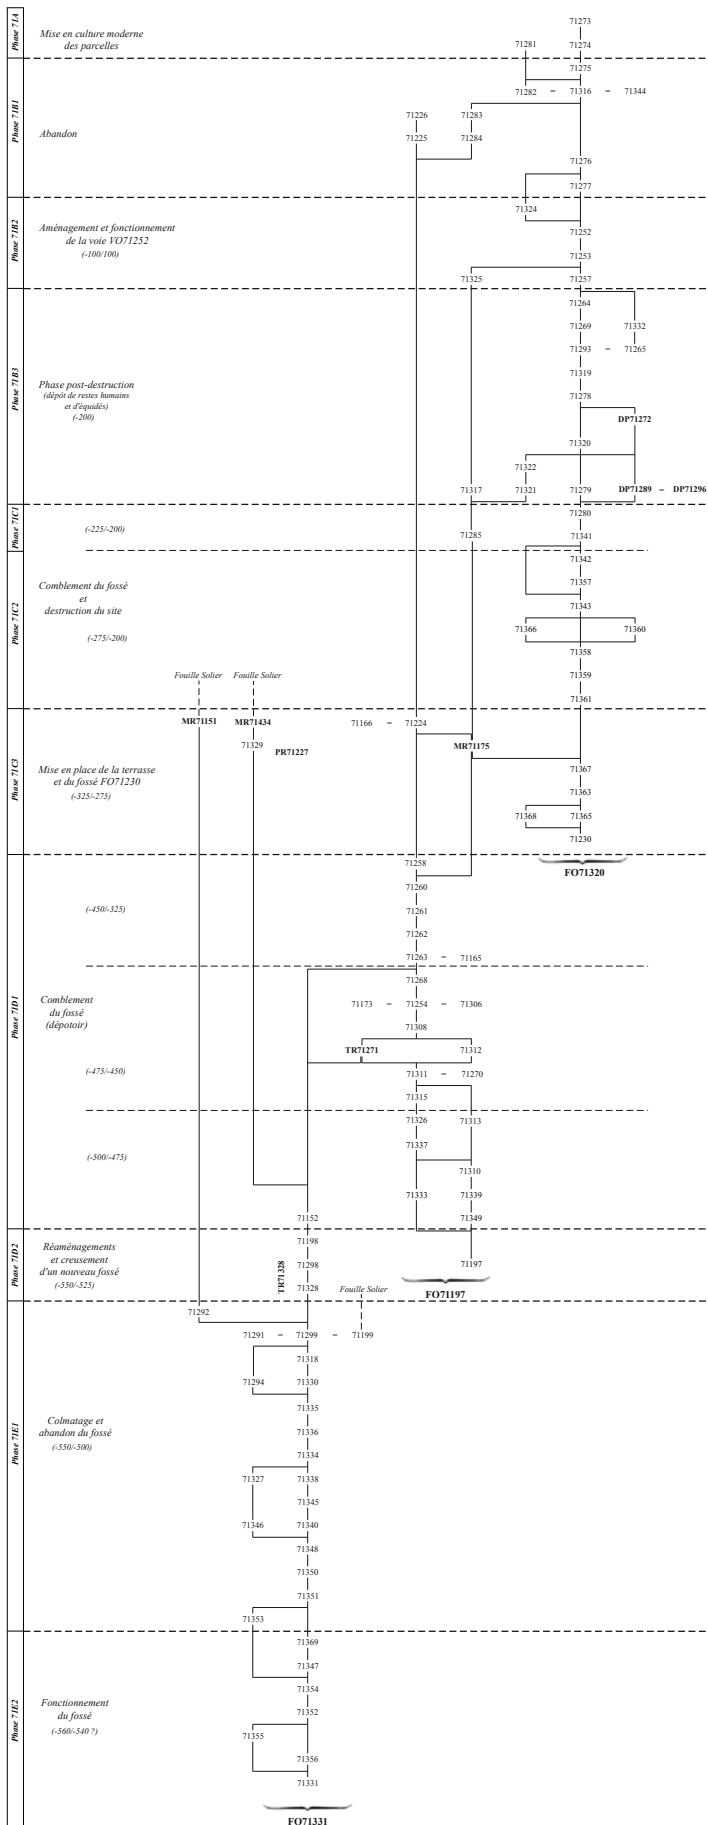 Phase 71A
Mise en culture moderne
des parcelles
71273
71281
71274
71275
71282 – 71316 – 71344
Phase 71B1
Abandon
71226
71283
71225
71284
71276
71277
71324
Phase 71B2
Aménagement et fonctionnement
de la voie VO71252
(-100/100)
71252
71253
71325
71257
Phase 71B3
Phase post-destruction
(dépôt de restes humains
et d'équidés)
(-200)
71264
71269
71332
71293 – 71265
71319
71278
DP71272
71320
71322
71317
71321
71279
DP71289 – DP71296
Phase 71C1
(-225/-200)
71280
71285
71341
Phase 71C2
Comblement du fossé
et
destruction du site
(-275/-200)
71342
71357
71343
71366
71360
71358
71359
71361
Fouille Solier
Fouille Solier
Phase 71C3
Mise en place de la terrasse
et du fossé FO71230
(-325/-275)
MR71151
MR71434
71166 – 71224
71329
PR71227
MR71175
71367
71363
71368
71365
71230
FO71320
Phase 71D1
(-450/-325)
71258
71260
71261
71262
71263 – 71165
Comblement
du fossé
(dépotoir)
71268
71173 – 71254 – 71306
71308
TR71271
71312
(-475/-450)
71311 – 71270
71315
71326
71313
71337
(-500/-475)
71310
71333
71339
71152
71349
Phase 71D2
Réaménagements
et creusement
d'un nouveau fossé
(-550/-525)
71198
71298
TR71328
71328
71197
FO71197
Fouille Solier
Phase 71E1
71292
71291 – 71299 – 71199
71318
71294
71330
Colmatage et
abandon du fossé
(-550/-500)
71335
71336
71334
71327
71338
71345
71346
71340
71348
71350
71351
71353
Phase 71E2
Fonctionnement
du fossé
(-560/-540 ?)
71369
71347
71354
71352
71355
71356
71331
FO71331